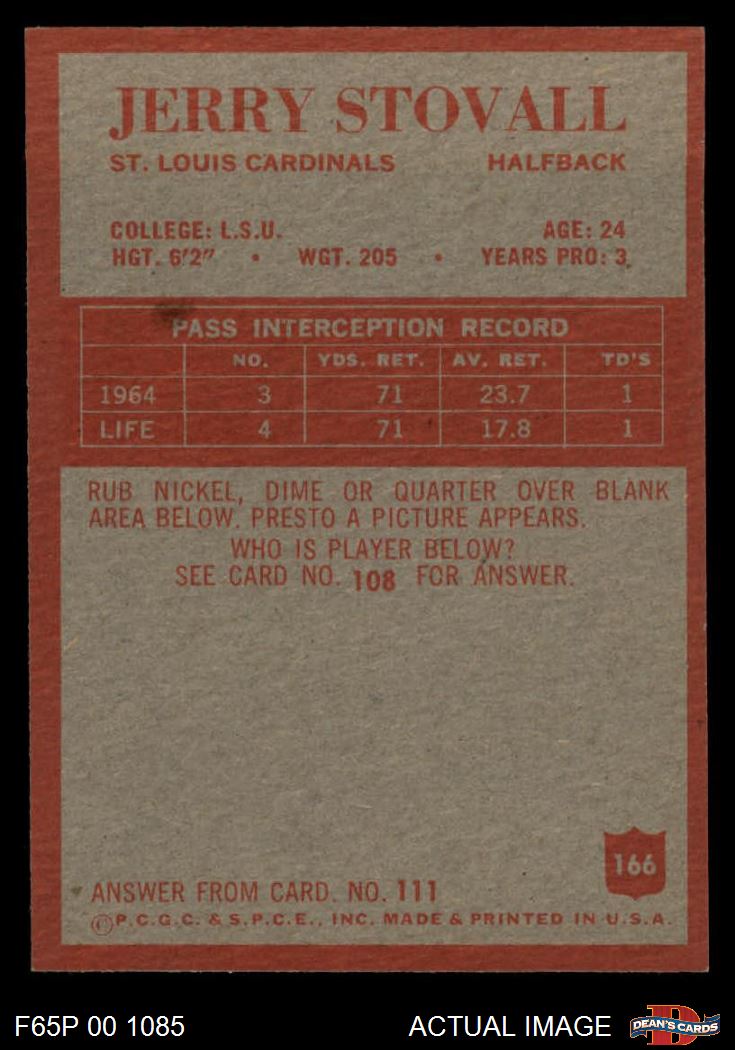 JERRY STOVALL
ST. LOUIS CARDINALS HALFBACK
COLLEGE: L.S.U. AGE: 24
HGT. 6'2" • WGT. 205 • YEARS PRO: 3
PASS INTERCEPTION RECORD
NO. YDS. RET. AV. RET. TD'S
1964 3 71 23.7 1
LIFE 4 71 17.8 1
RUB NICKEL, DIME OR QUARTER OVER BLANK
AREA BELOW. PRESTO A PICTURE APPEARS.
WHO IS PLAYER BELOW?
SEE CARD NO. 108 FOR ANSWER.
166
ANSWER FROM CARD. NO. 111
©P.C.G.C. & S.P.C.E., INC. MADE & PRINTED IN U.S.A.
F65P 00 1085 ACTUAL IMAGE DEAN'S CARDS